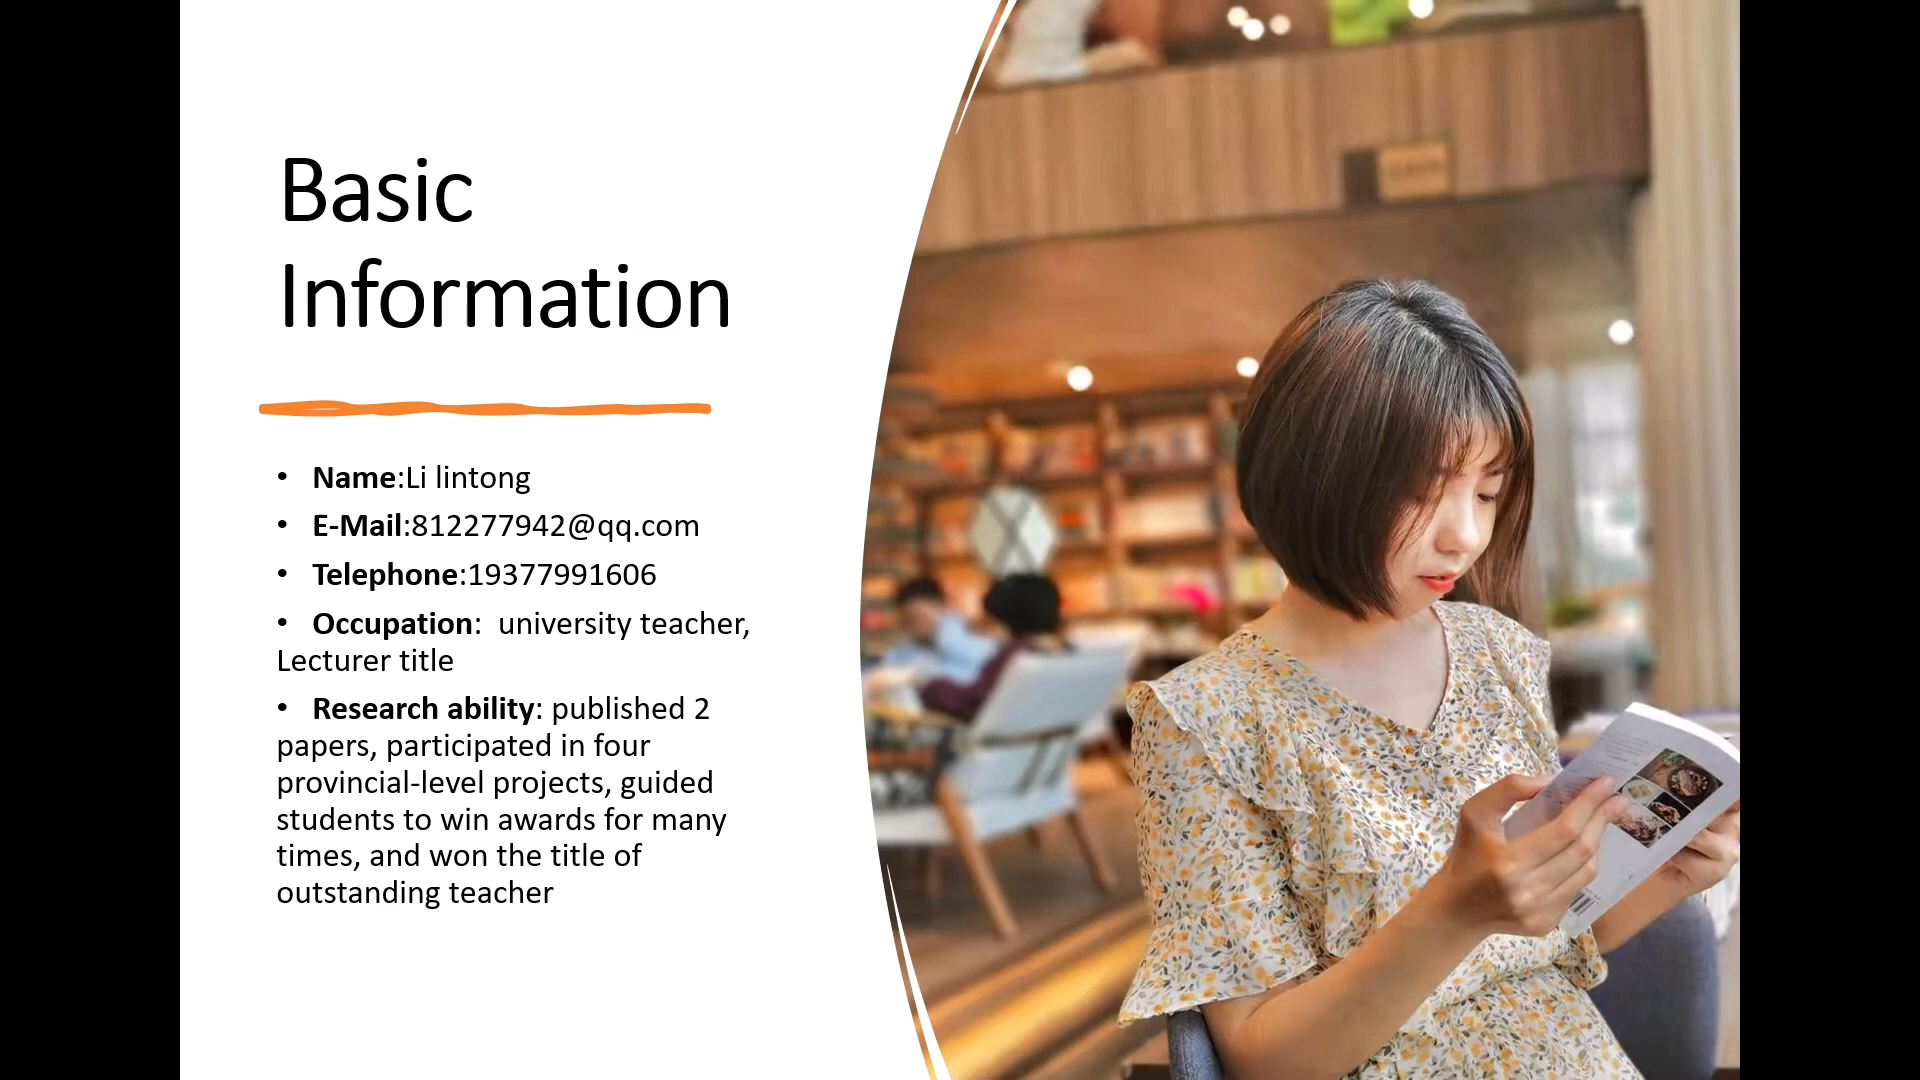 Basic
Information
• Name:Li lintong
• E-Mail:812277942@qq.com
• Telephone:19377991606
• Occupation:  university teacher,
Lecturer title
• Research ability: published 2
papers, participated in four
provincial-level projects, guided
students to win awards for many
times, and won the title of
outstanding teacher